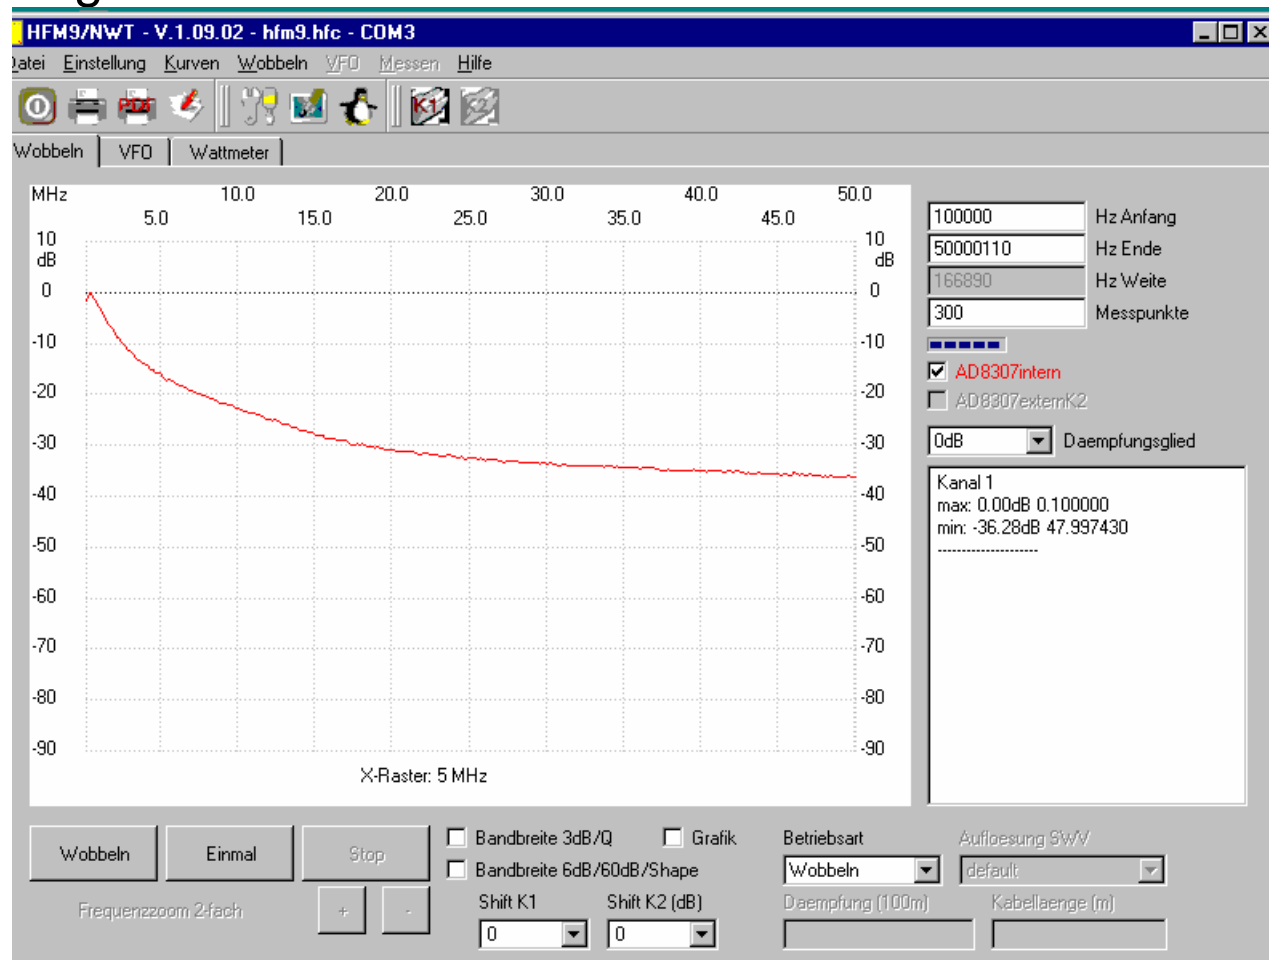 HFM9/NWT - V.1.09.02 - hfm9.hfc - COM3
Datei Einstellung Kurven Wobbeln VFO Messen Hilfe
PDF K1 K2
Wobbeln VFO Wattmeter
MHz 10.0 20.0 30.0 40.0 50.0
5.0 15.0 25.0 35.0 45.0
10 10
dB dB
0 0
-10 -10
-20 -20
-30 -30
-40 -40
-50 -50
-60 -60
-70 -70
-80 -80
-90 -90
X-Raster: 5 MHz
100000 Hz Anfang
50000110 Hz Ende
166890 Hz Weite
300 Messpunkte
AD8307intern
AD8307externK2
0dB Daempfungsglied
Kanal 1
max: 0.00dB 0.100000
min: -36.28dB 47.997430
---------------------
Wobbeln Einmal Stop
Frequenzzoom 2-fach + -
Bandbreite 3dB/Q Grafik
Bandbreite 6dB/60dB/Shape
Shift K1 Shift K2 (dB)
0 0
Betriebsart Aufloesung SWV
Wobbeln default
Daempfung (100m) Kabellaenge (m)